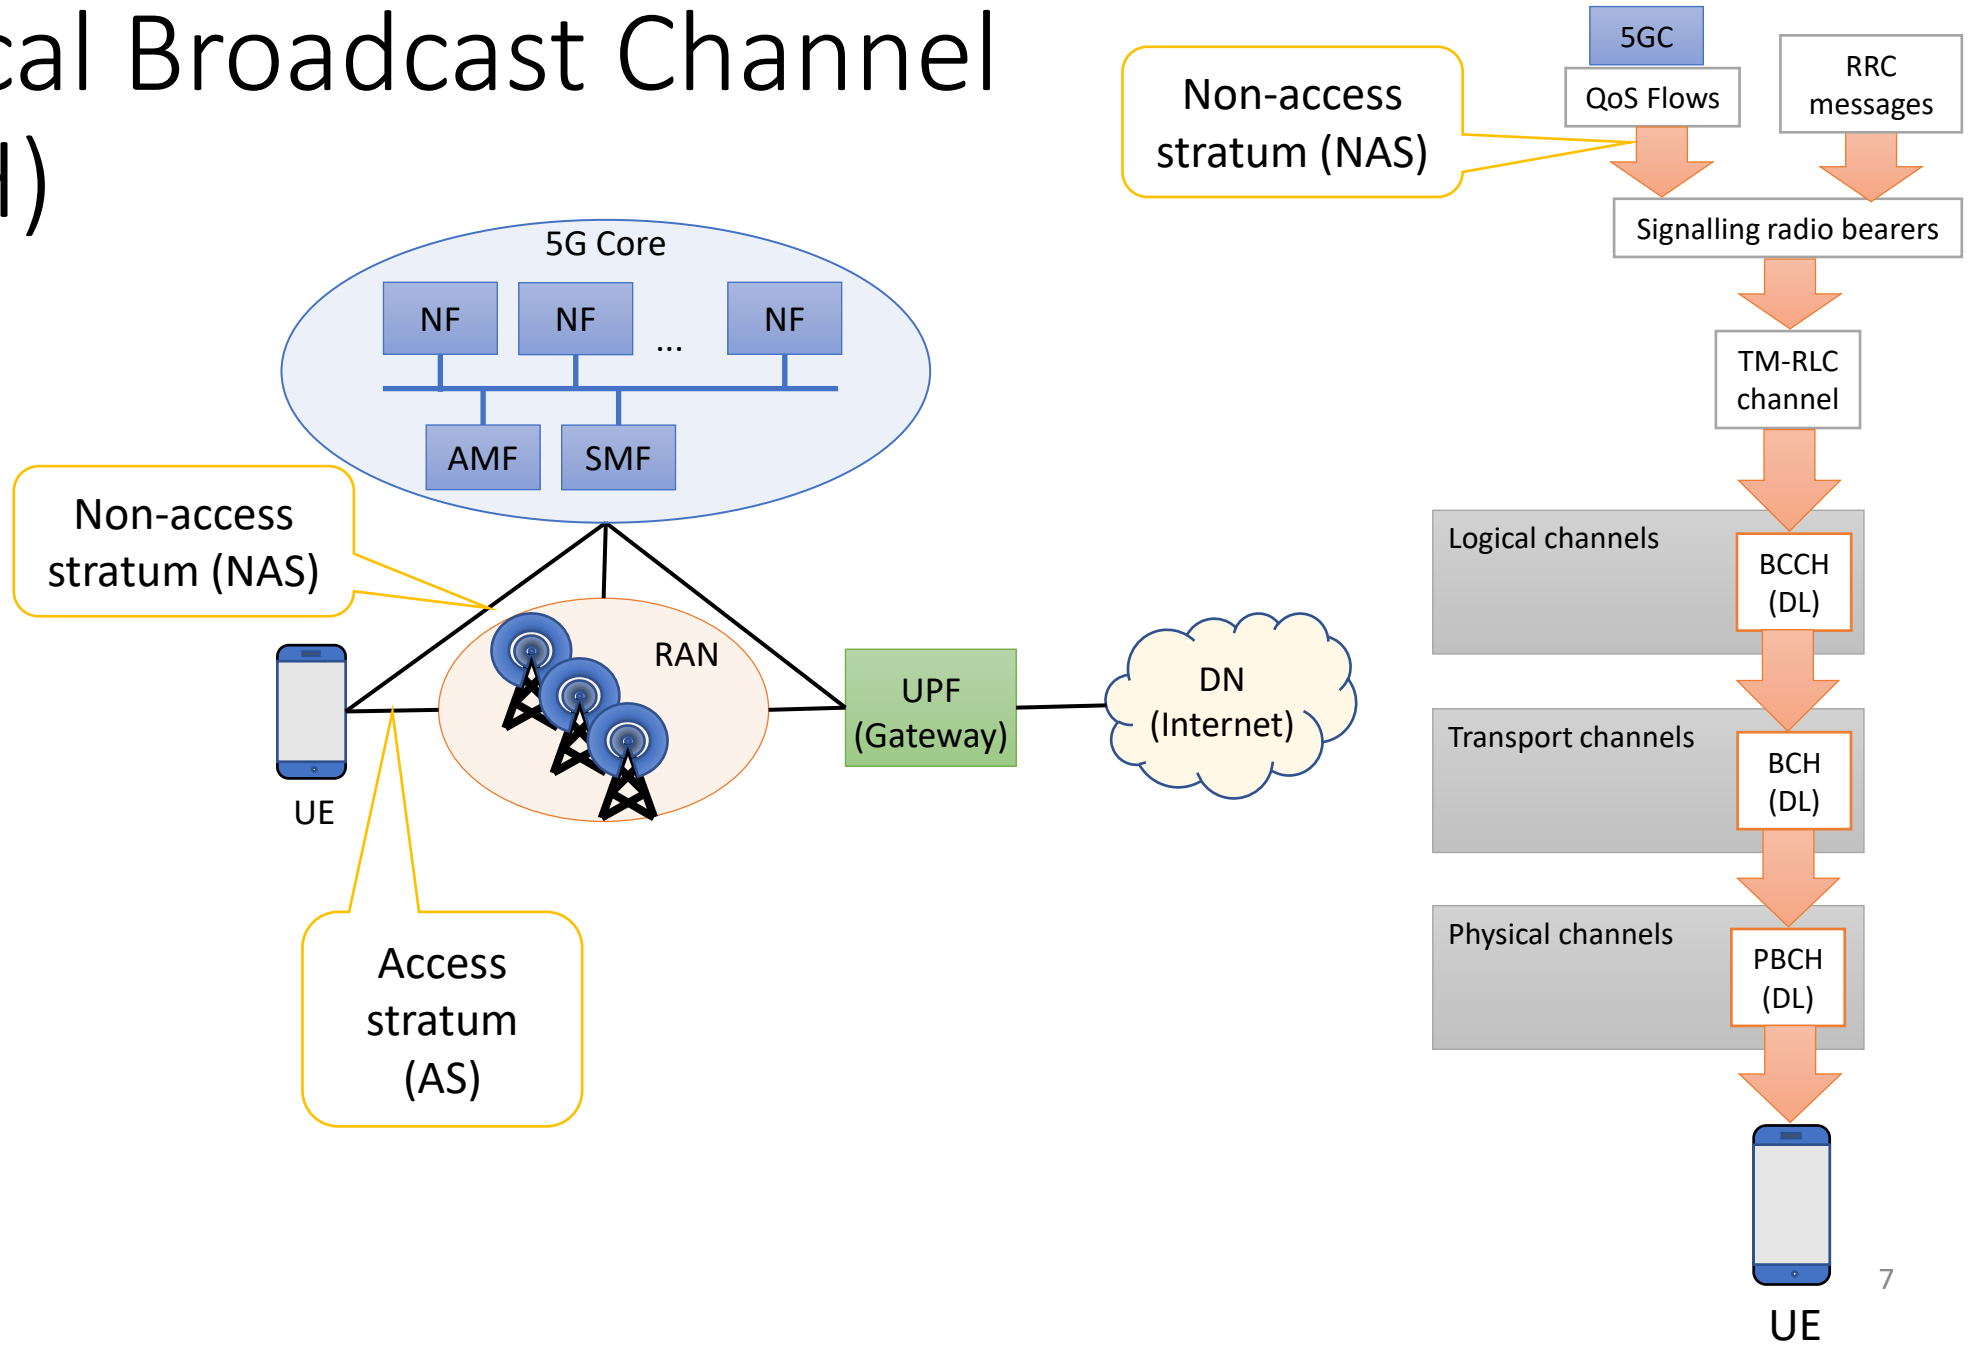 cal Broadcast Channel
H)
5G Core
NF
NF
...
NF
AMF
SMF
Non-access
stratum (NAS)
RAN
UE
UPF
(Gateway)
DN
(Internet)
Access
stratum
(AS)
Non-access
stratum (NAS)
5GC
QoS Flows
RRC
messages
Signalling radio bearers
TM-RLC
channel
Logical channels
BCCH
(DL)
Transport channels
BCH
(DL)
Physical channels
PBCH
(DL)
UE
7